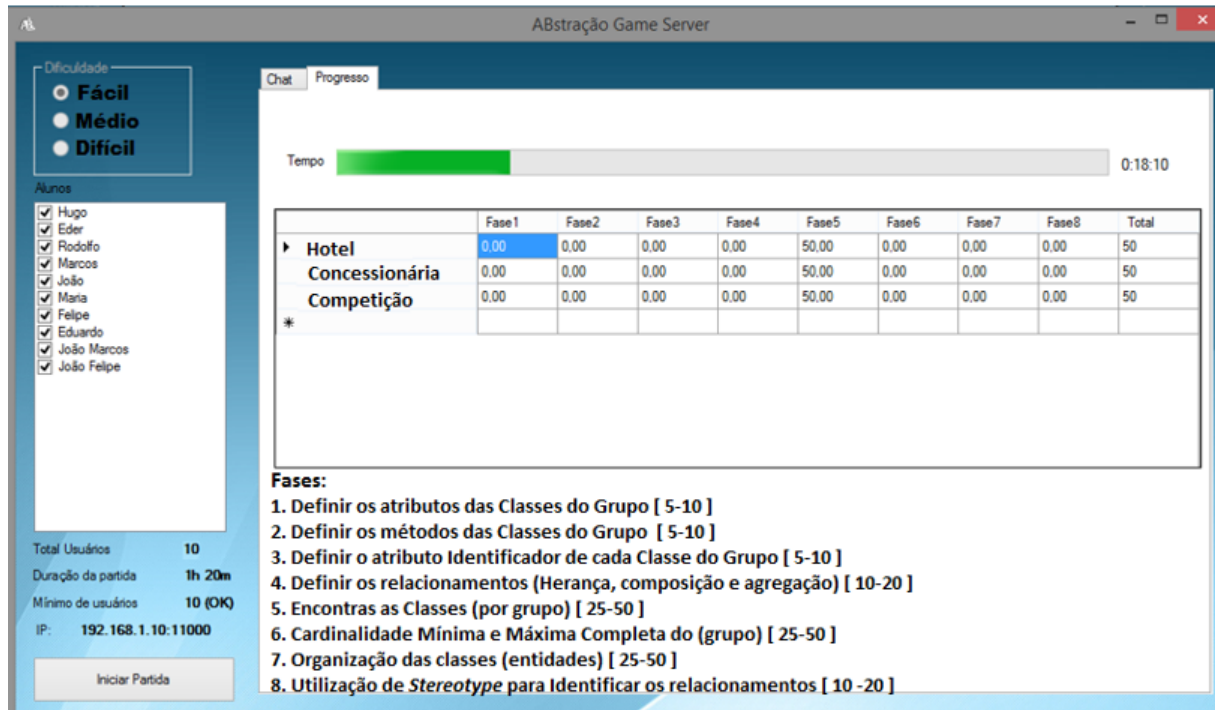 ABstração Game Server
Dificuldade
Fácil
Médio
Difícil
Alunos
Hugo
Eder
Rodolfo
Marcos
João
Maria
Felipe
Eduardo
João Marcos
João Felipe
Total Usuários 10
Duração da partida 1h 20m
Mínimo de usuários 10 (OK)
IP: 192.168.1.10:11000
Iniciar Partida
Chat Progresso
Tempo 0:18:10
Fase1 Fase2 Fase3 Fase4 Fase5 Fase6 Fase7 Fase8 Total
Hotel 0,00 0,00 0,00 0,00 50,00 0,00 0,00 0,00 50
Concessionária 0,00 0,00 0,00 0,00 50,00 0,00 0,00 0,00 50
Competição 0,00 0,00 0,00 0,00 50,00 0,00 0,00 0,00 50
Fases:
1. Definir os atributos das Classes do Grupo [ 5-10 ]
2. Definir os métodos das Classes do Grupo [ 5-10 ]
3. Definir o atributo Identificador de cada Classe do Grupo [ 5-10 ]
4. Definir os relacionamentos (Herança, composição e agregação) [ 10-20 ]
5. Encontras as Classes (por grupo) [ 25-50 ]
6. Cardinalidade Mínima e Máxima Completa do (grupo) [ 25-50 ]
7. Organização das classes (entidades) [ 25-50 ]
8. Utilização de Stereotype para Identificar os relacionamentos [ 10 -20 ]